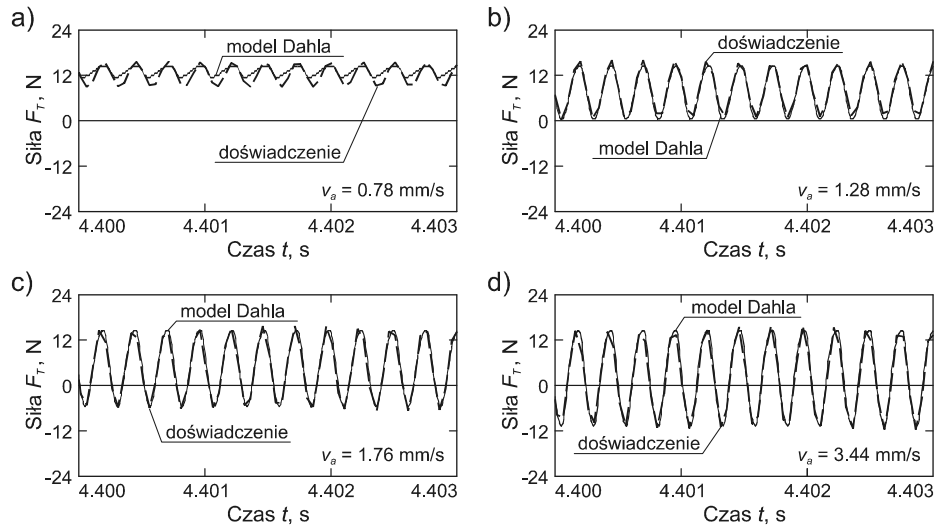 a)
24
12
0
-12
-24
Siła F_T, N
model Dahla
doświadczenie
v_a = 0.78 mm/s
4.400 4.401 4.402 4.403
Czas t, s
b)
24
12
0
-12
-24
Siła F_T, N
doświadczenie
model Dahla
v_a = 1.28 mm/s
4.400 4.401 4.402 4.403
Czas t, s
c)
24
12
0
-12
-24
Siła F_T, N
model Dahla
doświadczenie
v_a = 1.76 mm/s
4.400 4.401 4.402 4.403
Czas t, s
d)
24
12
0
-12
-24
Siła F_T, N
model Dahla
doświadczenie
v_a = 3.44 mm/s
4.400 4.401 4.402 4.403
Czas t, s